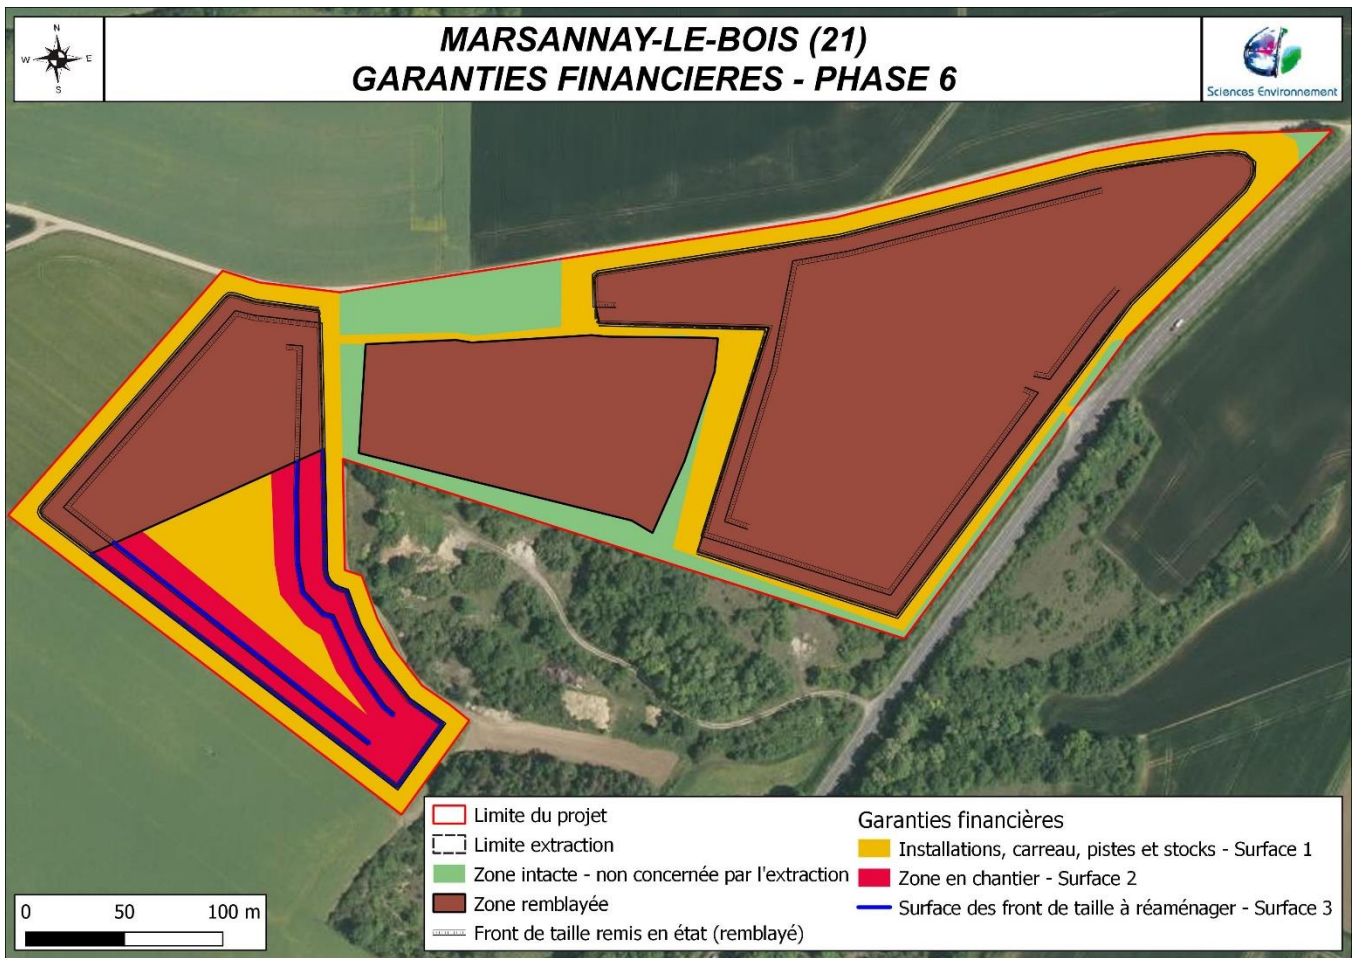 N
W E
S
MARSANNAY-LE-BOIS (21)
GARANTIES FINANCIERES - PHASE 6
Sciences Environnement
Limite du projet
Limite extraction
Zone intacte - non concernée par l'extraction
Zone remblayée
Front de taille remis en état (remblayé)
Garanties financières
Installations, carreau, pistes et stocks - Surface 1
Zone en chantier - Surface 2
Surface des front de taille à réaménager - Surface 3
0 50 100 m